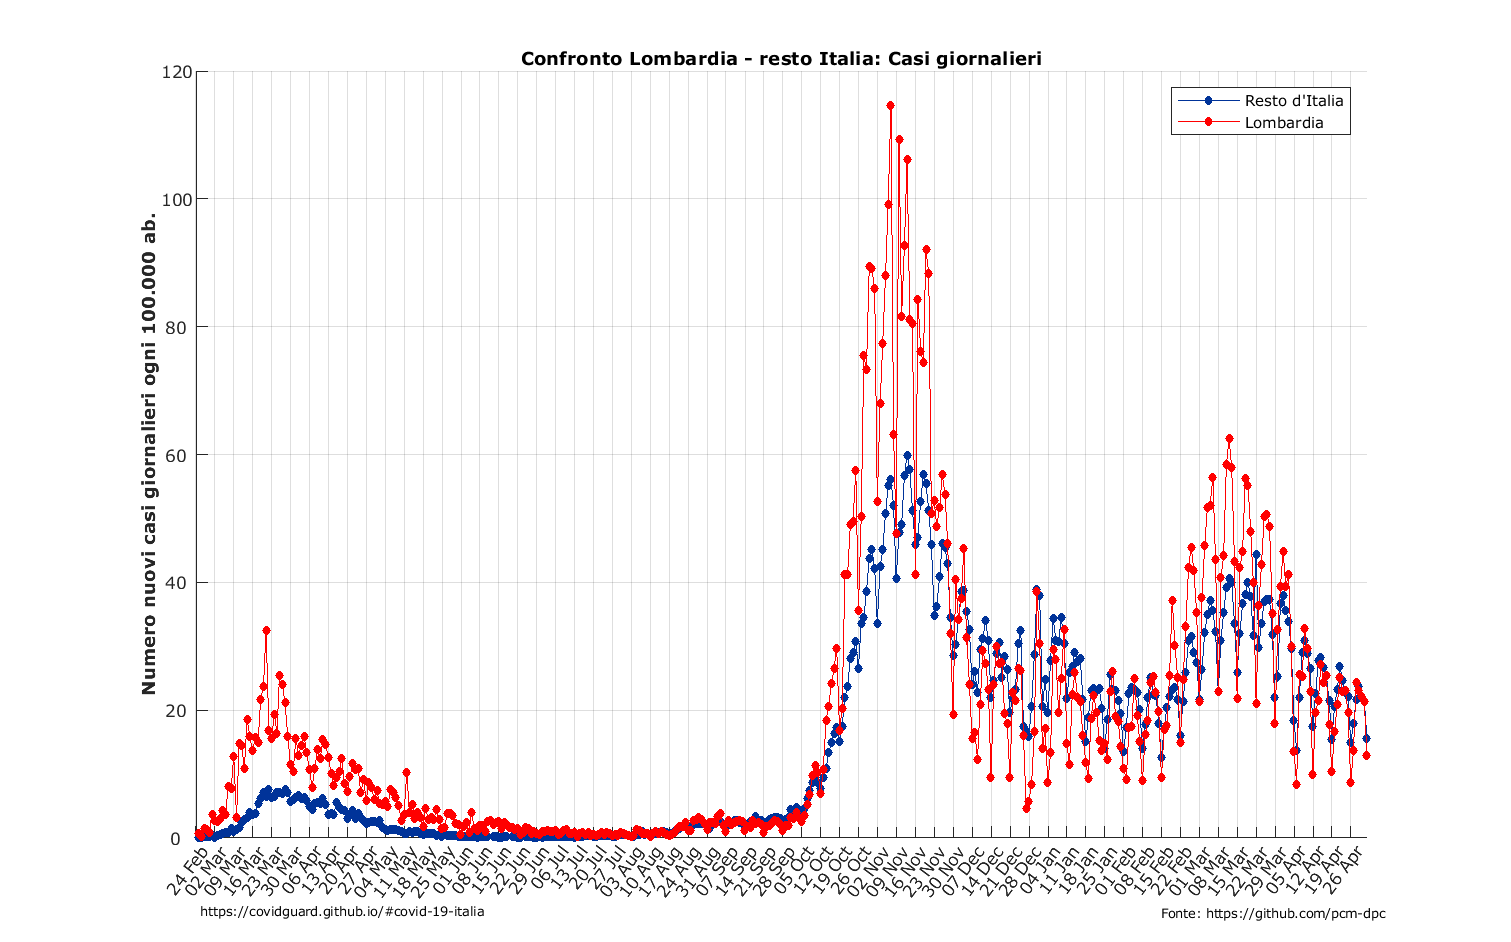 Confronto Lombardia - resto Italia: Casi giornalieri
Resto d'Italia
Lombardia
Numero nuovi casi giornalieri ogni 100.000 ab.
120
100
80
60
40
20
0
24 Feb
02 Mar
09 Mar
16 Mar
23 Mar
30 Mar
06 Apr
13 Apr
20 Apr
27 Apr
04 May
11 May
18 May
25 May
01 Jun
08 Jun
15 Jun
22 Jun
29 Jun
06 Jul
13 Jul
20 Jul
27 Jul
03 Aug
10 Aug
17 Aug
24 Aug
31 Aug
07 Sep
14 Sep
21 Sep
28 Sep
05 Oct
12 Oct
19 Oct
26 Oct
02 Nov
09 Nov
16 Nov
23 Nov
30 Nov
07 Dec
14 Dec
21 Dec
28 Dec
04 Jan
11 Jan
18 Jan
25 Jan
01 Feb
08 Feb
15 Feb
22 Feb
01 Mar
08 Mar
15 Mar
22 Mar
29 Mar
05 Apr
12 Apr
19 Apr
26 Apr
https://covidguard.github.io/#covid-19-italia
Fonte: https://github.com/pcm-dpc